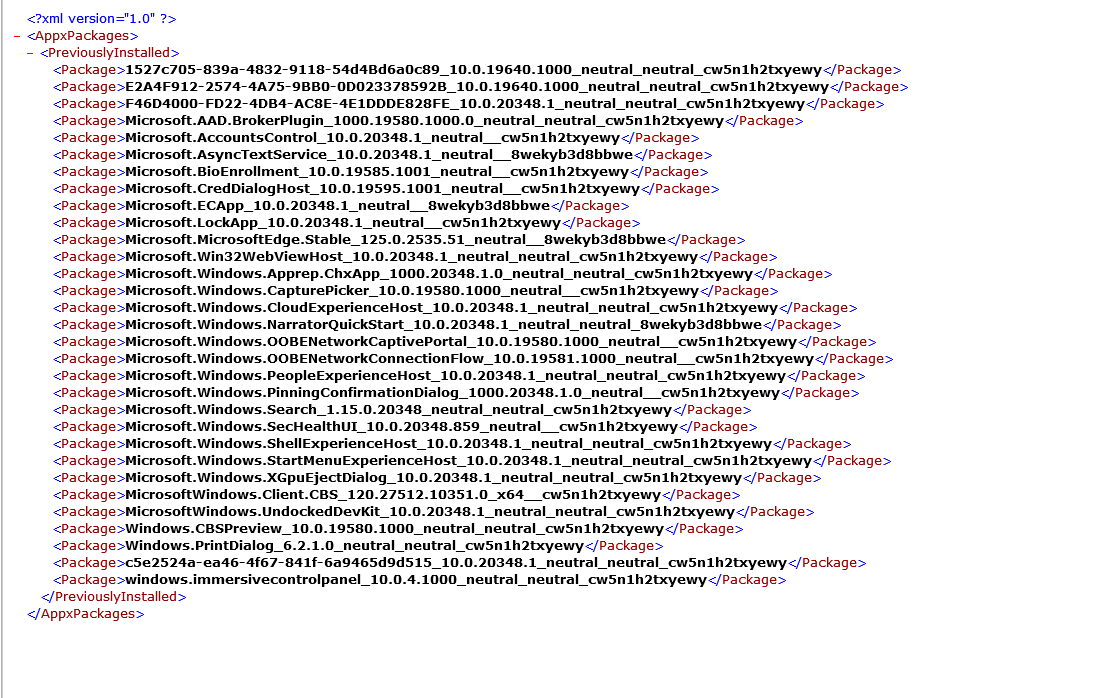 <?xml version="1.0" ?>
- <AppxPackages>
- <PreviouslyInstalled>
<Package>1527c705-839a-4832-9118-54d4Bd6a0c89_10.0.19640.1000_neutral_neutral_cw5n1h2txyewy</Package>
<Package>E2A4F912-2574-4A75-9BB0-0D023378592B_10.0.19640.1000_neutral_neutral_cw5n1h2txyewy</Package>
<Package>F46D4000-FD22-4DB4-AC8E-4E1DDDE828FE_10.0.20348.1_neutral_neutral_cw5n1h2txyewy</Package>
<Package>Microsoft.AAD.BrokerPlugin_1000.19580.1000.0_neutral_neutral_cw5n1h2txyewy</Package>
<Package>Microsoft.AccountsControl_10.0.20348.1_neutral__cw5n1h2txyewy</Package>
<Package>Microsoft.AsyncTextService_10.0.20348.1_neutral__8wekyb3d8bbwe</Package>
<Package>Microsoft.BioEnrollment_10.0.19585.1001_neutral__cw5n1h2txyewy</Package>
<Package>Microsoft.CredDialogHost_10.0.19595.1001_neutral__cw5n1h2txyewy</Package>
<Package>Microsoft.ECApp_10.0.20348.1_neutral__8wekyb3d8bbwe</Package>
<Package>Microsoft.LockApp_10.0.20348.1_neutral__cw5n1h2txyewy</Package>
<Package>Microsoft.MicrosoftEdge.Stable_125.0.2535.51_neutral__8wekyb3d8bbwe</Package>
<Package>Microsoft.Win32WebViewHost_10.0.20348.1_neutral_neutral_cw5n1h2txyewy</Package>
<Package>Microsoft.Windows.Apprep.ChxApp_1000.20348.1.0_neutral_neutral_cw5n1h2txyewy</Package>
<Package>Microsoft.Windows.CapturePicker_10.0.19580.1000_neutral__cw5n1h2txyewy</Package>
<Package>Microsoft.Windows.CloudExperienceHost_10.0.20348.1_neutral_neutral_cw5n1h2txyewy</Package>
<Package>Microsoft.Windows.NarratorQuickStart_10.0.20348.1_neutral_neutral_8wekyb3d8bbwe</Package>
<Package>Microsoft.Windows.OOBENetworkCaptivePortal_10.0.19580.1000_neutral__cw5n1h2txyewy</Package>
<Package>Microsoft.Windows.OOBENetworkConnectionFlow_10.0.19581.1000_neutral__cw5n1h2txyewy</Package>
<Package>Microsoft.Windows.PeopleExperienceHost_10.0.20348.1_neutral_neutral_cw5n1h2txyewy</Package>
<Package>Microsoft.Windows.PinningConfirmationDialog_1000.20348.1.0_neutral__cw5n1h2txyewy</Package>
<Package>Microsoft.Windows.Search_1.15.0.20348_neutral_neutral_cw5n1h2txyewy</Package>
<Package>Microsoft.Windows.SecHealthUI_10.0.20348.859_neutral__cw5n1h2txyewy</Package>
<Package>Microsoft.Windows.ShellExperienceHost_10.0.20348.1_neutral_neutral_cw5n1h2txyewy</Package>
<Package>Microsoft.Windows.StartMenuExperienceHost_10.0.20348.1_neutral_neutral_cw5n1h2txyewy</Package>
<Package>Microsoft.Windows.XGpuEjectDialog_10.0.20348.1_neutral_neutral_cw5n1h2txyewy</Package>
<Package>MicrosoftWindows.Client.CBS_120.27512.10351.0_x64__cw5n1h2txyewy</Package>
<Package>MicrosoftWindows.UndockedDevKit_10.0.20348.1_neutral_neutral_cw5n1h2txyewy</Package>
<Package>Windows.CBSPreview_10.0.19580.1000_neutral_neutral_cw5n1h2txyewy</Package>
<Package>Windows.PrintDialog_6.2.1.0_neutral_neutral_cw5n1h2txyewy</Package>
<Package>c5e2524a-ea46-4f67-841f-6a9465d9d515_10.0.20348.1_neutral_neutral_cw5n1h2txyewy</Package>
<Package>windows.immersivecontrolpanel_10.0.4.1000_neutral_neutral_cw5n1h2txyewy</Package>
</PreviouslyInstalled>
</AppxPackages>